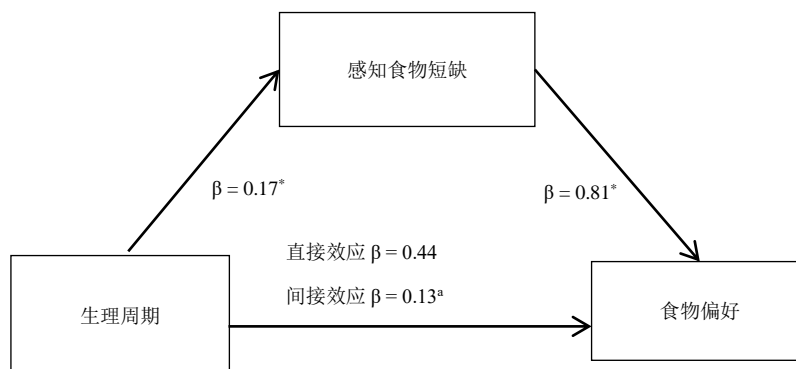 感知食物短缺
β = 0.17*
β = 0.81*
直接效应 β = 0.44
间接效应 β = 0.13ᵃ
生理周期
食物偏好